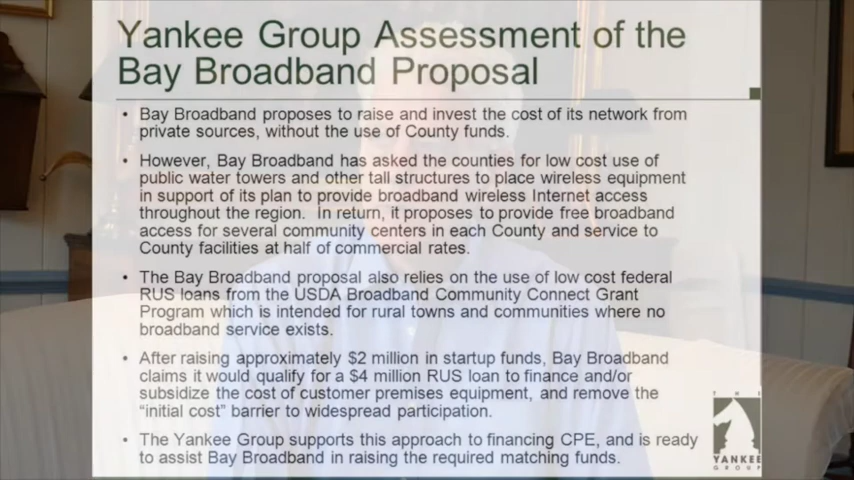 Yankee Group Assessment of the
Bay Broadband Proposal
• Bay Broadband proposes to raise and invest the cost of its network from
private sources, without the use of County funds.
• However, Bay Broadband has asked the counties for low cost use of
public water towers and other tall structures to place wireless equipment
in support of its plan to provide broadband wireless Internet access
throughout the region. In return, it proposes to provide free broadband
access for several community centers in each County and service to
County facilities at half of commercial rates.
• The Bay Broadband proposal also relies on the use of low cost federal
RUS loans from the USDA Broadband Community Connect Grant
Program which is intended for rural towns and communities where no
broadband service exists.
• After raising approximately $2 million in startup funds, Bay Broadband
claims it would qualify for a $4 million RUS loan to finance and/or
subsidize the cost of customer premises equipment, and remove the
“initial cost” barrier to widespread participation.
• The Yankee Group supports this approach to financing CPE, and is ready
to assist Bay Broadband in raising the required matching funds.
THE
YANKEE
GROUP